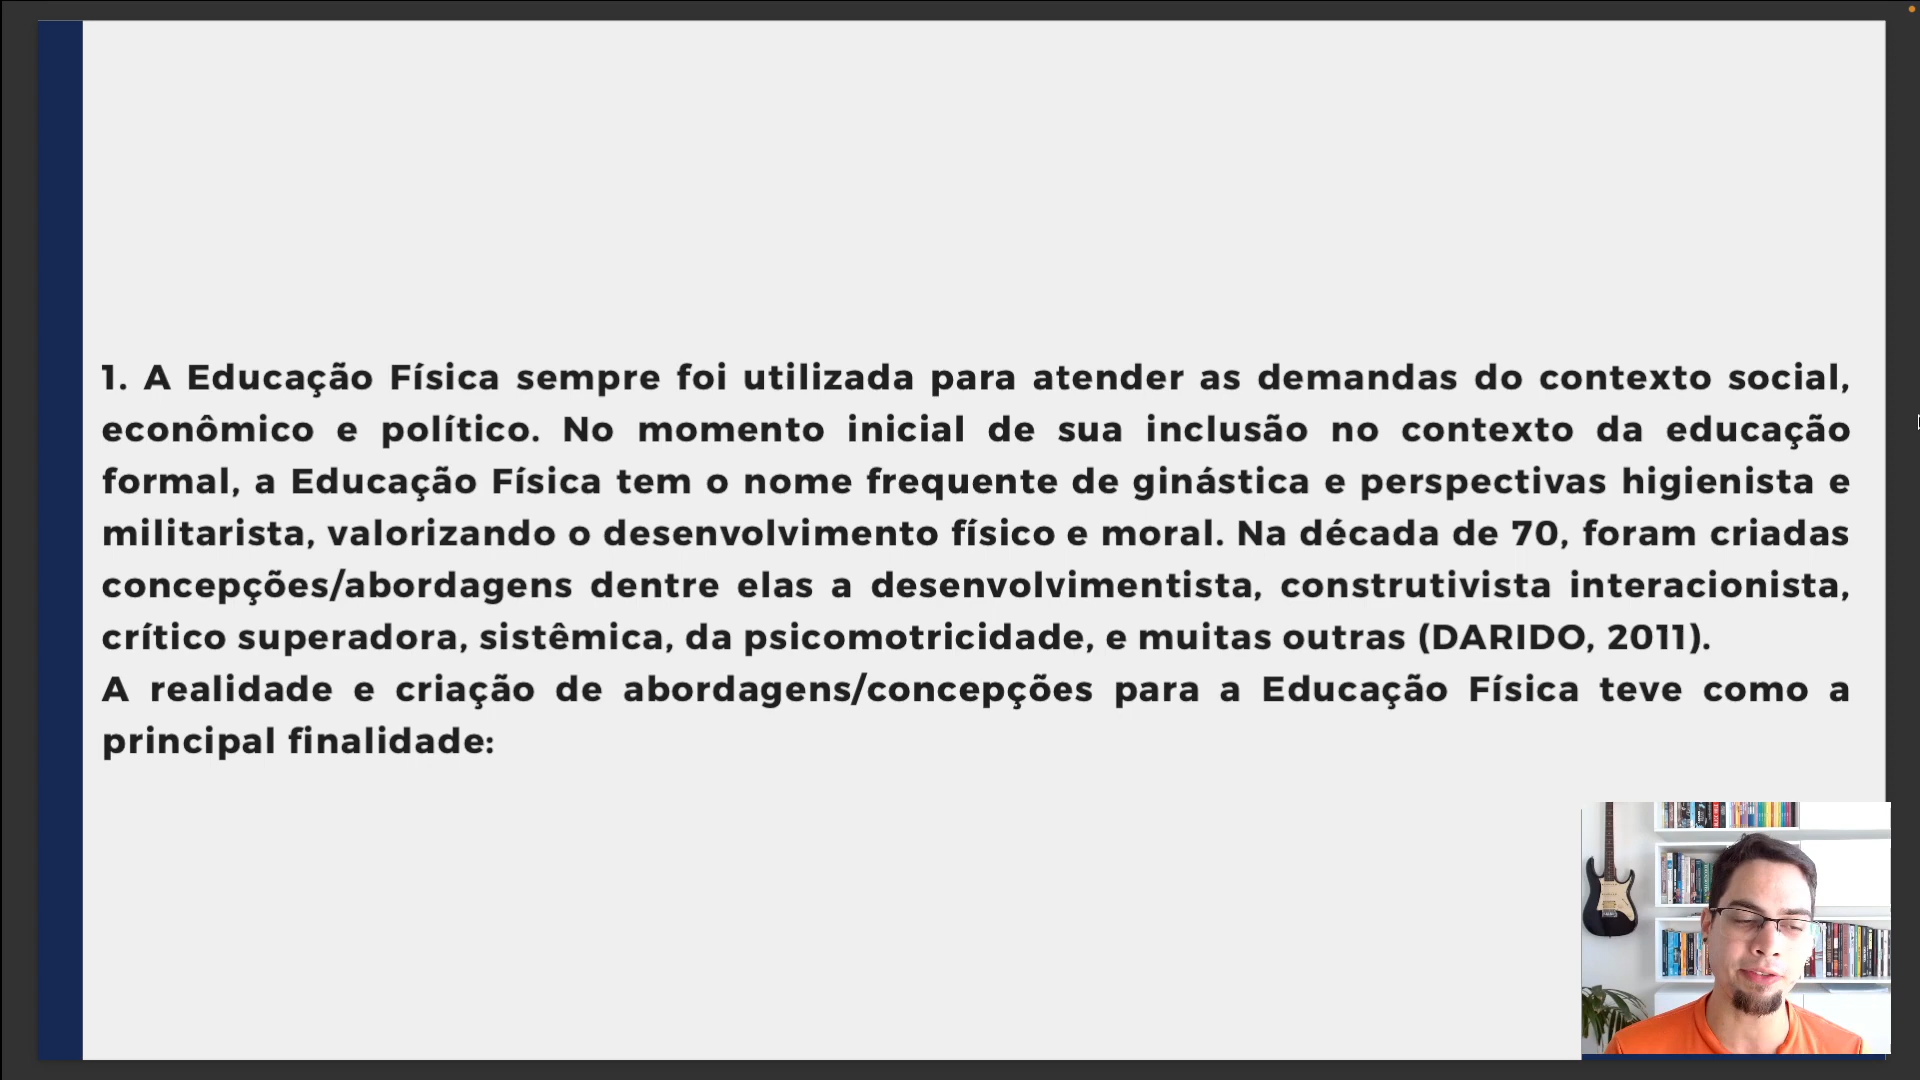 1. A Educação Física sempre foi utilizada para atender as demandas do contexto social,
econômico e político. No momento inicial de sua inclusão no contexto da educação
formal, a Educação Física tem o nome frequente de ginástica e perspectivas higienista e
militarista, valorizando o desenvolvimento físico e moral. Na década de 70, foram criadas
concepções/abordagens dentre elas a desenvolvimentista, construtivista interacionista,
crítico superadora, sistêmica, da psicomotricidade, e muitas outras (DARIDO, 2011).
A realidade e criação de abordagens/concepções para a Educação Física teve como a
principal finalidade: